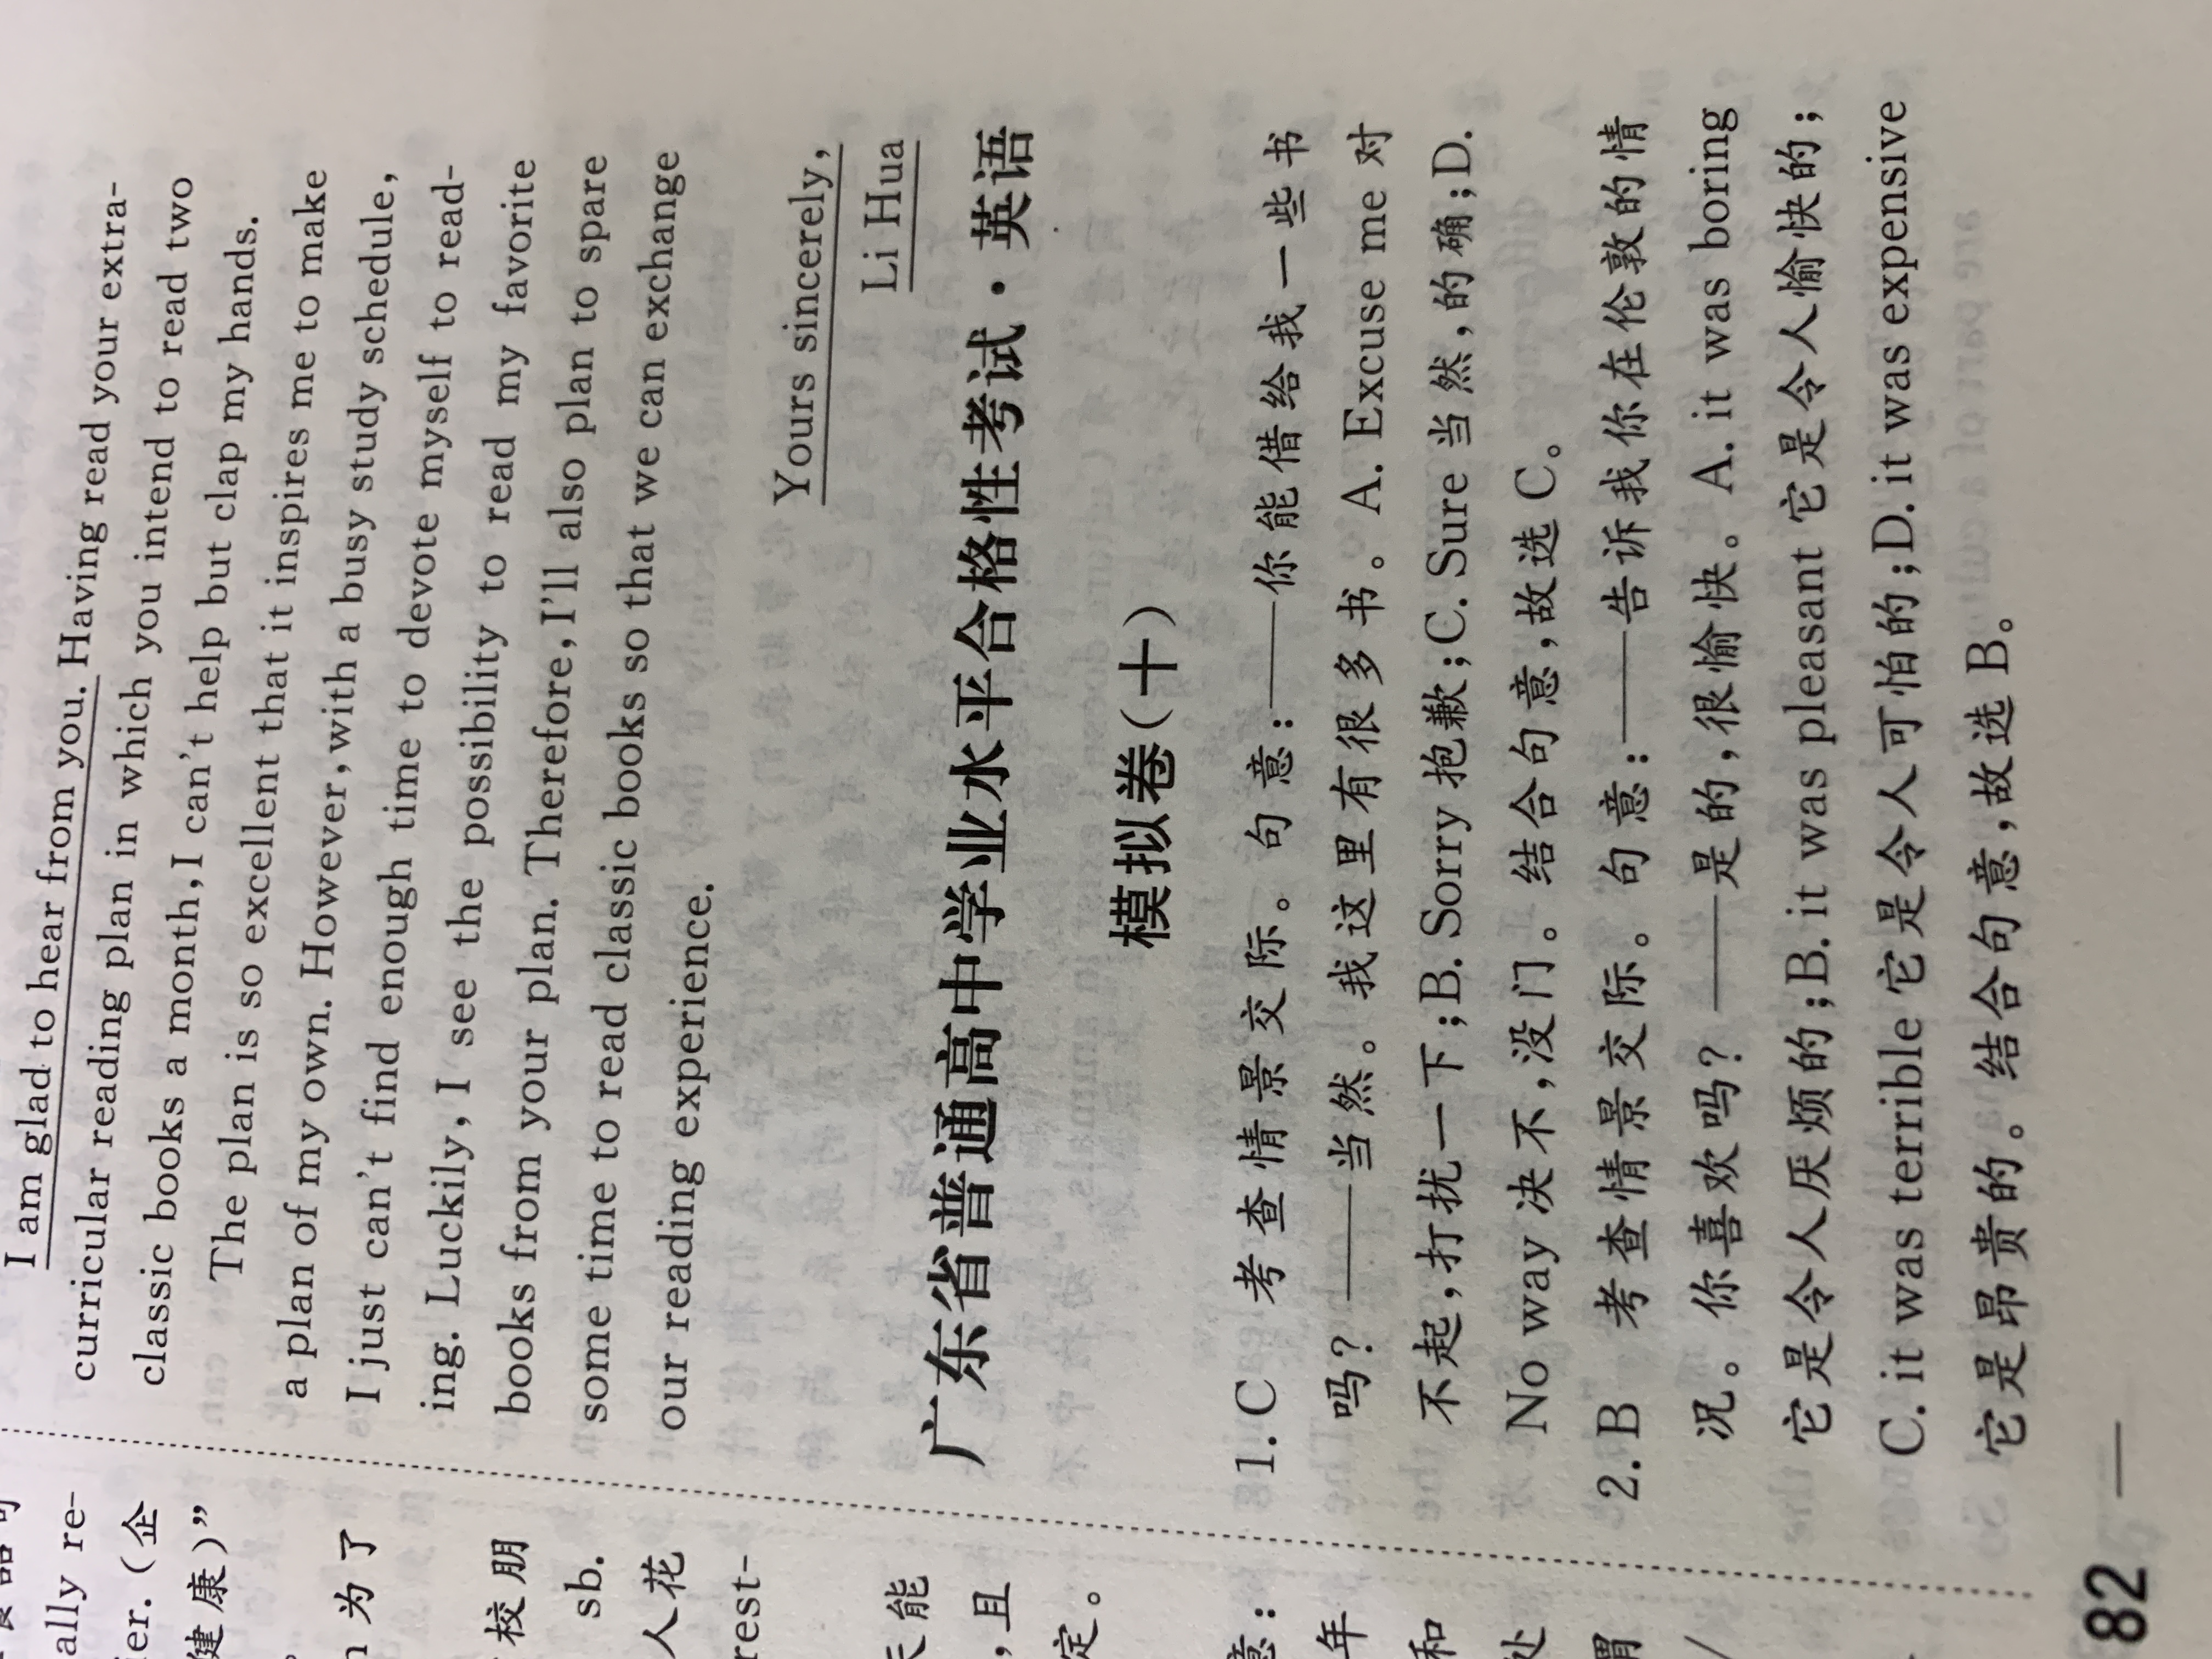 食品可
ally re-
ier.（企
健康）”
。
n 为了
校朋
sb.
人花
rest-
天能
，且
定。
意：
年
和
处
谓
82 —
I am glad to hear from you. Having read your extra-
curricular reading plan in which you intend to read two
classic books a month, I can't help but clap my hands.
The plan is so excellent that it inspires me to make
a plan of my own. However, with a busy study schedule,
I just can't find enough time to devote myself to read-
ing. Luckily, I see the possibility to read my favorite
books from your plan. Therefore, I'll also plan to spare
some time to read classic books so that we can exchange
our reading experience.
Yours sincerely,
Li Hua
广东省普通高中学业水平合格性考试·英语
模拟卷（十）
1. C 考查情景交际。句意：——你能借给我一些书
吗？——当然。我这里有很多书。A. Excuse me 对
不起，打扰一下；B. Sorry 抱歉；C. Sure 当然，的确；D.
No way 决不，没门。结合句意，故选 C。
2. B 考查情景交际。句意：——告诉我你在伦敦的情
况。你喜欢吗？——是的，很愉快。A. it was boring
它是令人厌烦的；B. it was pleasant 它是令人愉快的；
C. it was terrible 它是令人可怕的；D. it was expensive
它是昂贵的。结合句意，故选 B。